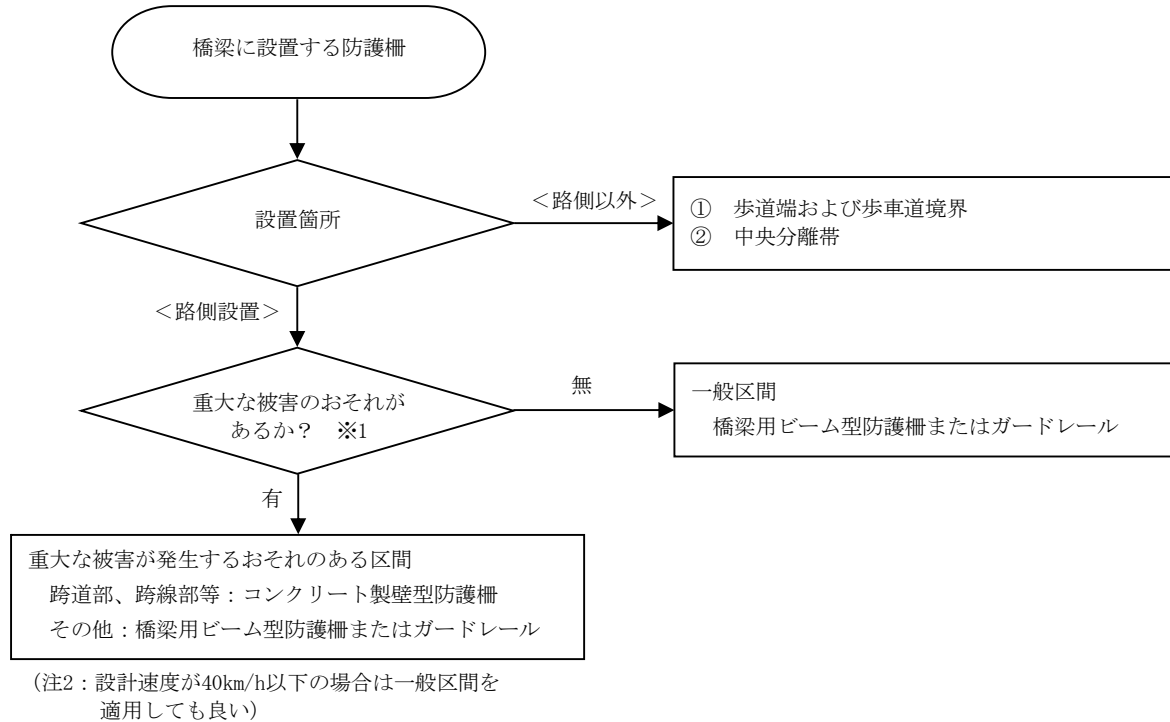 橋梁に設置する防護柵
設置箇所
＜路側以外＞
①　歩道端および歩車道境界
②　中央分離帯
＜路側設置＞
重大な被害のおそれが
あるか？　※1
無
一般区間
橋梁用ビーム型防護柵またはガードレール
有
重大な被害が発生するおそれのある区間
跨道部、跨線部等：コンクリート製壁型防護柵
その他：橋梁用ビーム型防護柵またはガードレール
（注2：設計速度が40km/h以下の場合は一般区間を
適用しても良い）